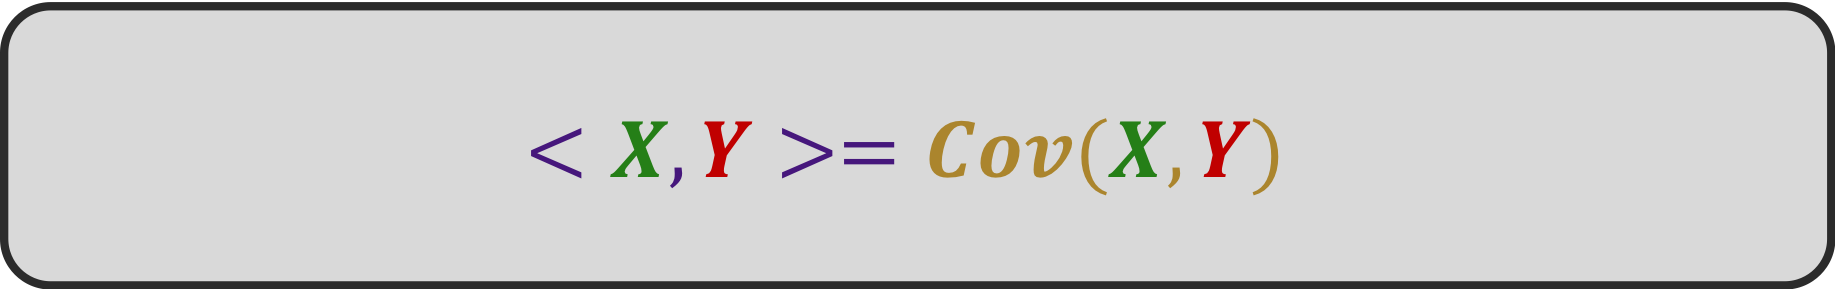 < X, Y >= Cov(X, Y)